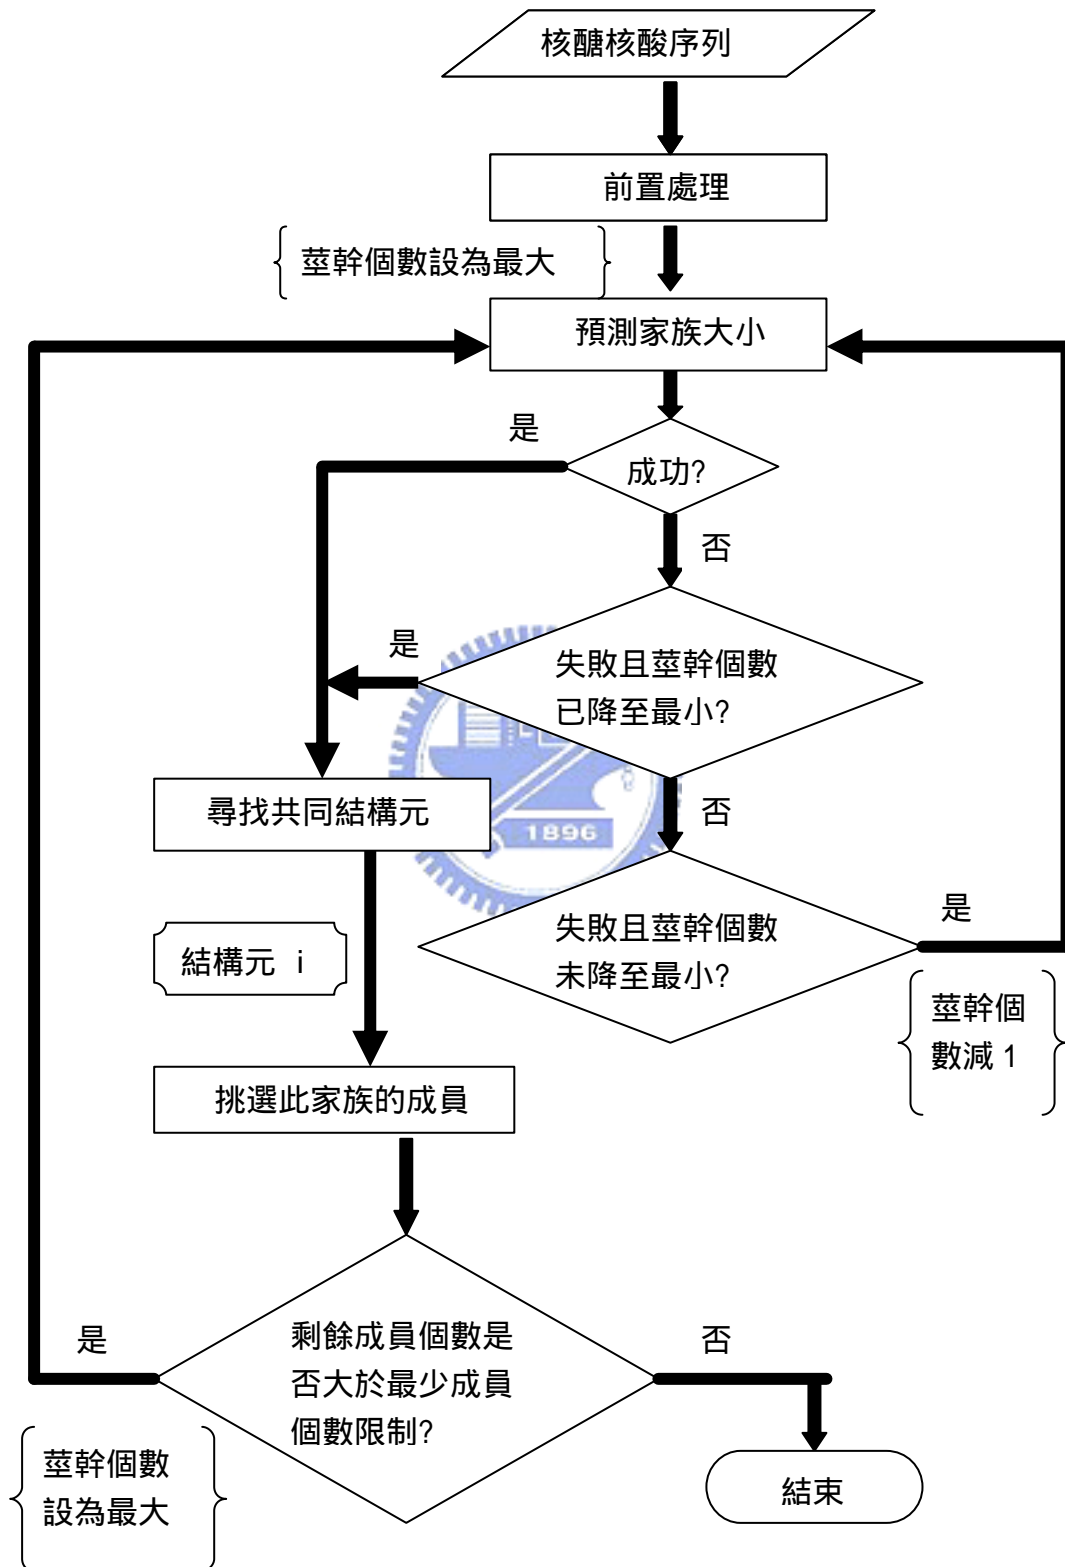 核醣核酸序列
前置處理
莖幹個數設為最大
預測家族大小
是
成功?
否
是
失敗且莖幹個數
已降至最小?
尋找共同結構元
否
1896
失敗且莖幹個數
未降至最小?
是
結構元 i
莖幹個
數減 1
挑選此家族的成員
是
剩餘成員個數是
否大於最少成員
個數限制?
否
莖幹個數
設為最大
結束